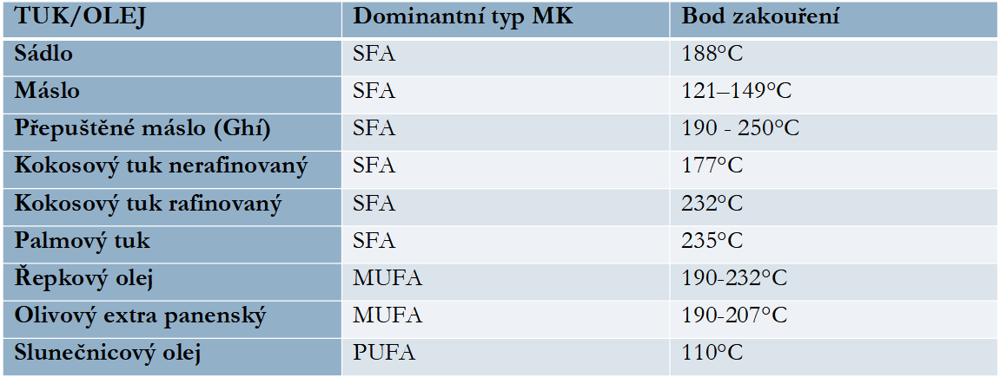 TUK/OLEJ Dominantní typ MK Bod zakouření
Sádlo SFA 188°C
Máslo SFA 121–149°C
Přepuštěné máslo (Ghí) SFA 190 - 250°C
Kokosový tuk nerafinovaný SFA 177°C
Kokosový tuk rafinovaný SFA 232°C
Palmový tuk SFA 235°C
Řepkový olej MUFA 190-232°C
Olivový extra panenský MUFA 190-207°C
Slunečnicový olej PUFA 110°C